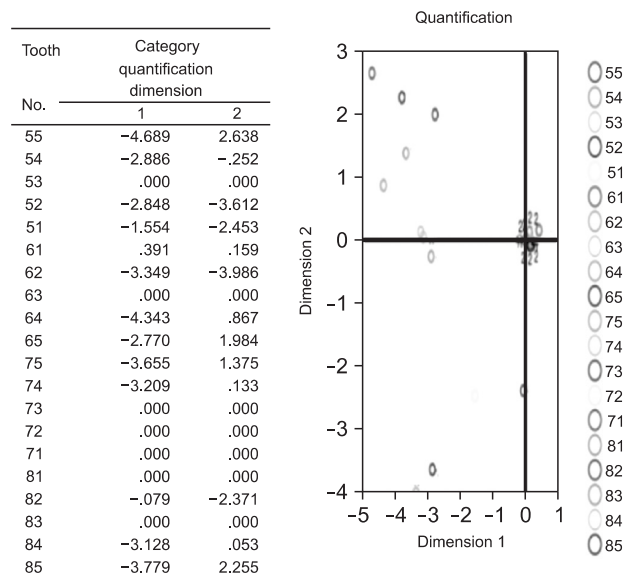 Tooth
Category
quantification
dimension
No.
1 2
55 −4.689 2.638
54 −2.886 −.252
53 .000 .000
52 −2.848 −3.612
51 −1.554 −2.453
61 .391 .159
62 −3.349 −3.986
63 .000 .000
64 −4.343 .867
65 −2.770 1.984
75 −3.655 1.375
74 −3.209 .133
73 .000 .000
72 .000 .000
71 .000 .000
81 .000 .000
82 −.079 −2.371
83 .000 .000
84 −3.128 .053
85 −3.779 2.255
Quantification
3
2
1
0
−1
−2
−3
−4
Dimension 2
−5 −4 −3 −2 −1 0 1
Dimension 1
55
54
53
52
51
61
62
63
64
65
75
74
73
72
71
81
82
83
84
85